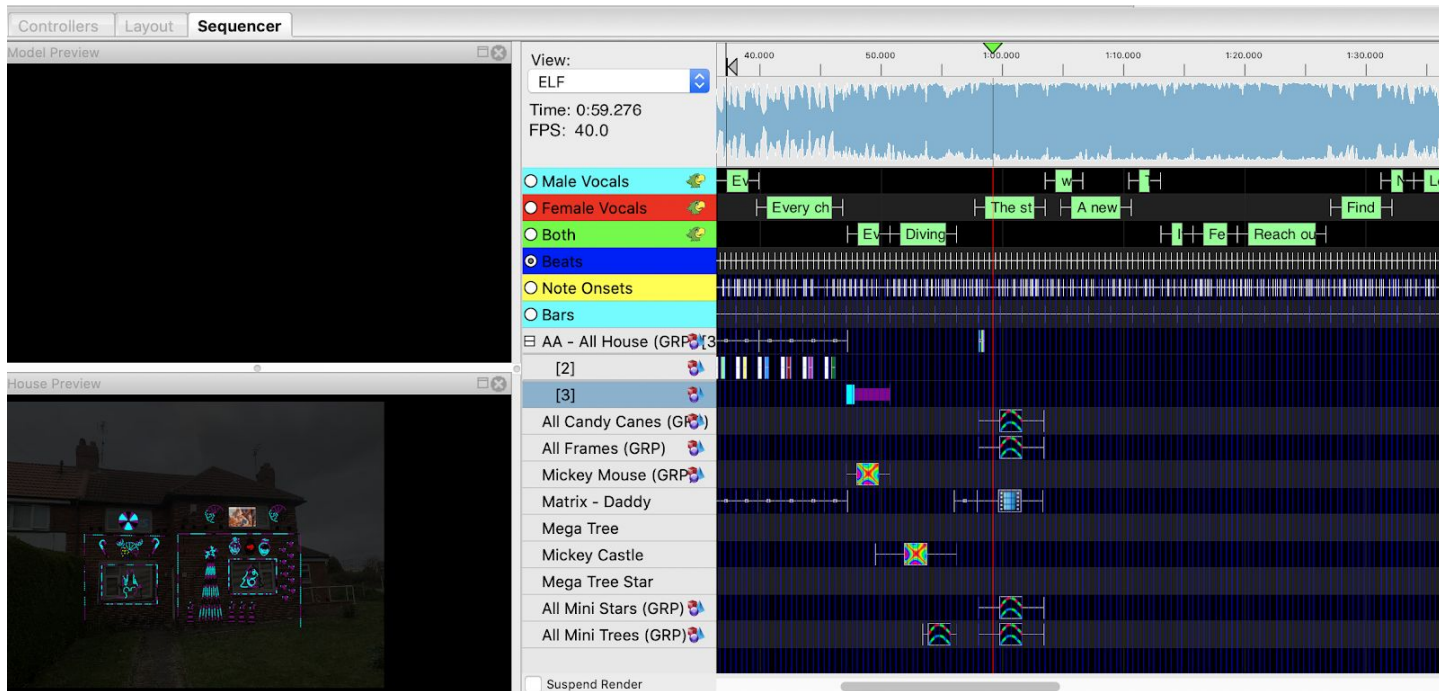 Controllers Layout Sequencer
Model Preview
House Preview
View:
ELF
Time: 0:59.276
FPS: 40.0
40.000 50.000 1:00.000 1:10.000 1:20.000 1:30.000
Male Vocals Ev w N L
Female Vocals Every ch The st A new Find
Both Ev Diving I Fe Reach ou
Beats
Note Onsets
Bars
AA - All House (GRP) [3
[2]
[3]
All Candy Canes (GRP)
All Frames (GRP)
Mickey Mouse (GRP)
Matrix - Daddy
Mega Tree
Mickey Castle
Mega Tree Star
All Mini Stars (GRP)
All Mini Trees (GRP)
Suspend Render